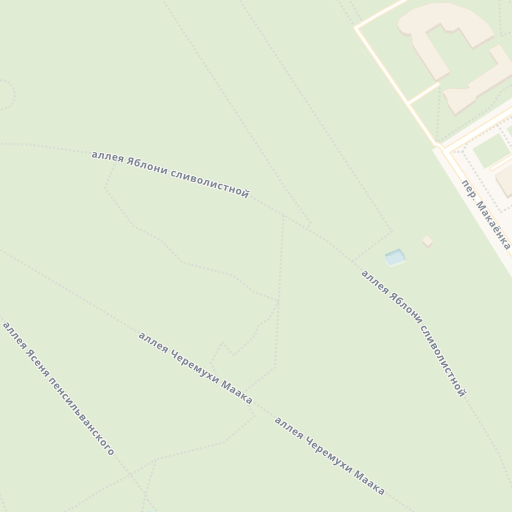 аллея Яблони сливолистной
пер. Макаёнка
аллея Яблони сливолистной
аллея Ясеня пенсильванского
аллея Черемухи Маака
аллея Черемухи Маака